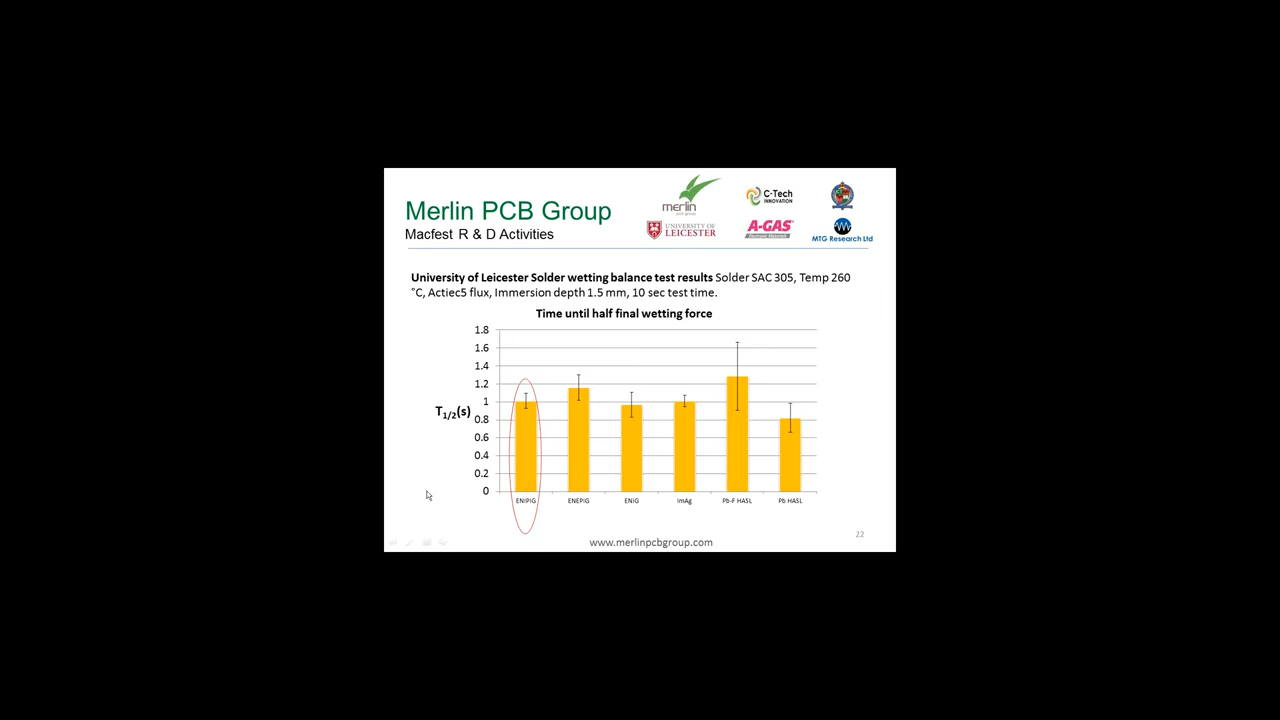 merlin
pcb group
C-Tech
INNOVATION
Merlin PCB Group
UNIVERSITY OF
LEICESTER
A-GAS
Electronic Materials
MTG Research Ltd
Macfest R & D Activities
University of Leicester Solder wetting balance test results Solder SAC 305, Temp 260
°C, Actiec5 flux, Immersion depth 1.5 mm, 10 sec test time.
Time until half final wetting force
1.8
1.6
1.4
1.2
1
0.8
0.6
0.4
0.2
0
T1/2(s)
ENIPIG ENEPIG ENIG ImAg Pb-F HASL Pb HASL
22
www.merlinpcbgroup.com